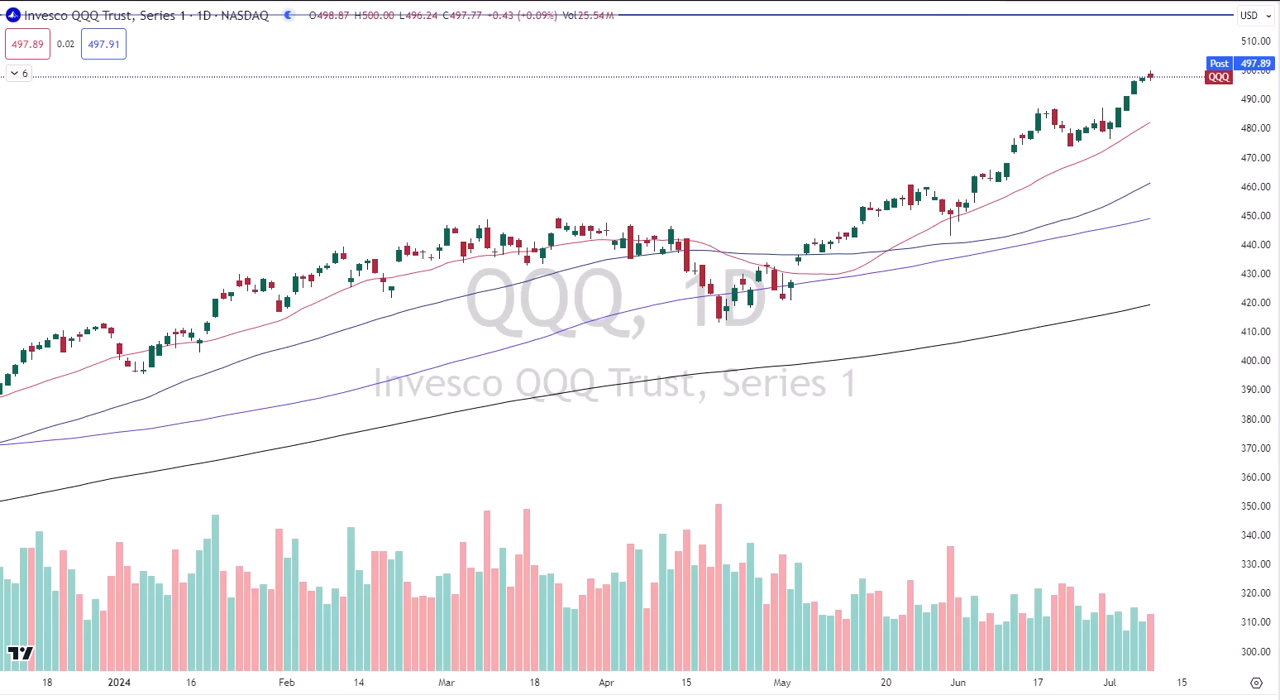 Invesco QQQ Trust, Series 1 · 1D · NASDAQ O498.87 H500.00 L496.24 C497.77 +0.43 (+0.09%) Vol25.54M
USD
497.89 0.02 497.91
6
510.00
Post 497.89
500.00
QQQ
490.00
480.00
470.00
460.00
450.00
440.00
430.00
420.00
410.00
400.00
390.00
380.00
370.00
360.00
350.00
340.00
330.00
320.00
310.00
300.00
QQQ, 1D
Invesco QQQ Trust, Series 1
18 2024 16 Feb 14 Mar 18 Apr 15 May 20 Jun 17 Jul 15